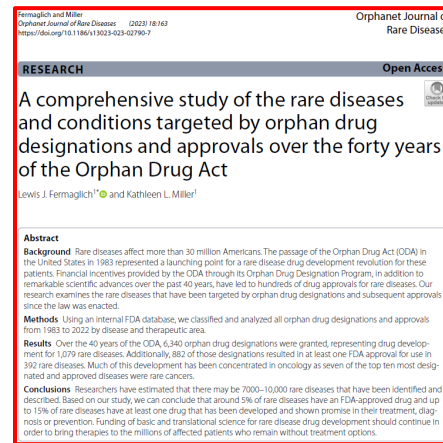 Fermaglich and Miller
Orphanet Journal of Rare Diseases (2023) 18:163
https://doi.org/10.1186/s13023-023-02790-7
Orphanet Journal of
Rare Diseases
RESEARCH
Open Access
A comprehensive study of the rare diseases
and conditions targeted by orphan drug
designations and approvals over the forty years
of the Orphan Drug Act
Lewis J. Fermaglich1* and Kathleen L. Miller1
Check for
updates
Abstract
Background Rare diseases affect more than 30 million Americans. The passage of the Orphan Drug Act (ODA) in
the United States in 1983 represented a launching point for a rare disease drug development revolution for these
patients. Financial incentives provided by the ODA through its Orphan Drug Designation Program, in addition to
remarkable scientific advances over the past 40 years, have led to hundreds of drug approvals for rare diseases. Our
research examines the rare diseases that have been targeted by orphan drug designations and subsequent approvals
since the law was enacted.
Methods Using an internal FDA database, we classified and analyzed all orphan drug designations and approvals
from 1983 to 2022 by disease and therapeutic area.
Results Over the 40 years of the ODA, 6,340 orphan drug designations were granted, representing drug develop-
ment for 1,079 rare diseases. Additionally, 882 of those designations resulted in at least one FDA approval for use in
392 rare diseases. Much of this development has been concentrated in oncology as seven of the top ten most desig-
nated and approved diseases were rare cancers.
Conclusions Researchers have estimated that there may be 7000–10,000 rare diseases that have been identified and
described. Based on our study, we can conclude that around 5% of rare diseases have an FDA-approved drug and up
to 15% of rare diseases have at least one drug that has been developed and shown promise in their treatment, diag-
nosis or prevention. Funding of basic and translational science for rare disease drug development should continue in
order to bring therapies to the millions of affected patients who remain without treatment options.